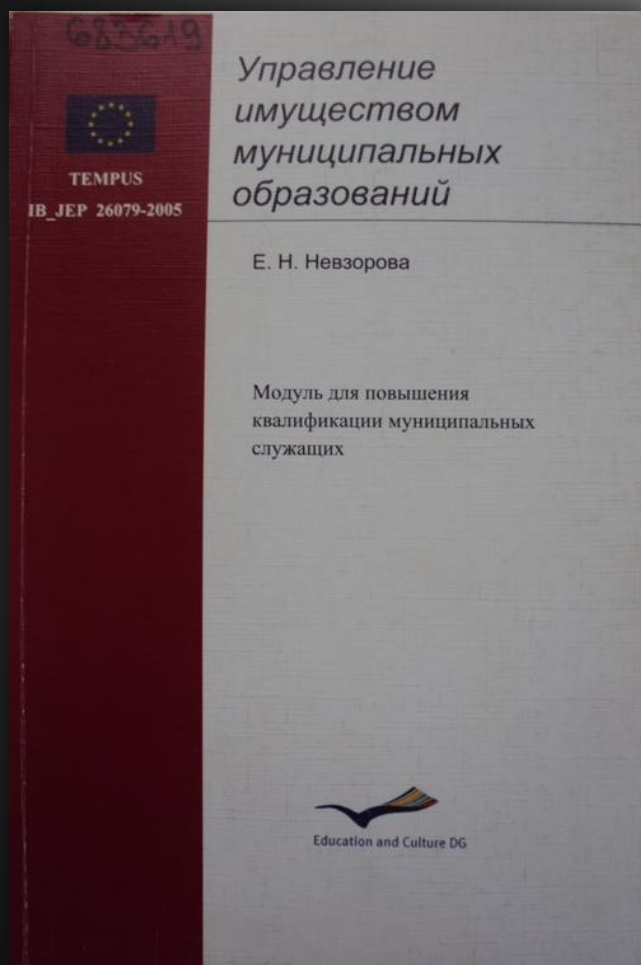 683619
TEMPUS
IB_JEP 26079-2005
Управление
имуществом
муниципальных
образований
Е. Н. Невзорова
Модуль для повышения
квалификации муниципальных
служащих
Education and Culture DG